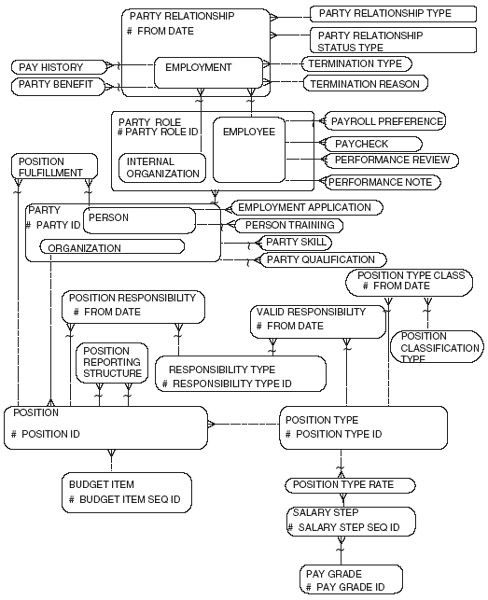 PARTY RELATIONSHIP
# FROM DATE
PARTY RELATIONSHIP TYPE
PARTY RELATIONSHIP
STATUS TYPE
PAY HISTORY
EMPLOYMENT
TERMINATION TYPE
PARTY BENEFIT
TERMINATION REASON
PARTY ROLE
# PARTY ROLE ID
EMPLOYEE
PAYROLL PREFERENCE
PAYCHECK
INTERNAL
ORGANIZATION
PERFORMANCE REVIEW
PERFORMANCE NOTE
POSITION
FULFILLMENT
PARTY
# PARTY ID
PERSON
EMPLOYMENT APPLICATION
PERSON TRAINING
ORGANIZATION
PARTY SKILL
PARTY QUALIFICATION
POSITION TYPE CLASS
# FROM DATE
POSITION RESPONSIBILITY
# FROM DATE
VALID RESPONSIBILITY
# FROM DATE
POSITION
CLASSIFICATION
TYPE
POSITION
REPORTING
STRUCTURE
RESPONSIBILITY TYPE
# RESPONSIBILITY TYPE ID
POSITION
# POSITION ID
POSITION TYPE
# POSITION TYPE ID
BUDGET ITEM
# BUDGET ITEM SEQ ID
POSITION TYPE RATE
SALARY STEP
# SALARY STEP SEQ ID
PAY GRADE
# PAY GRADE ID